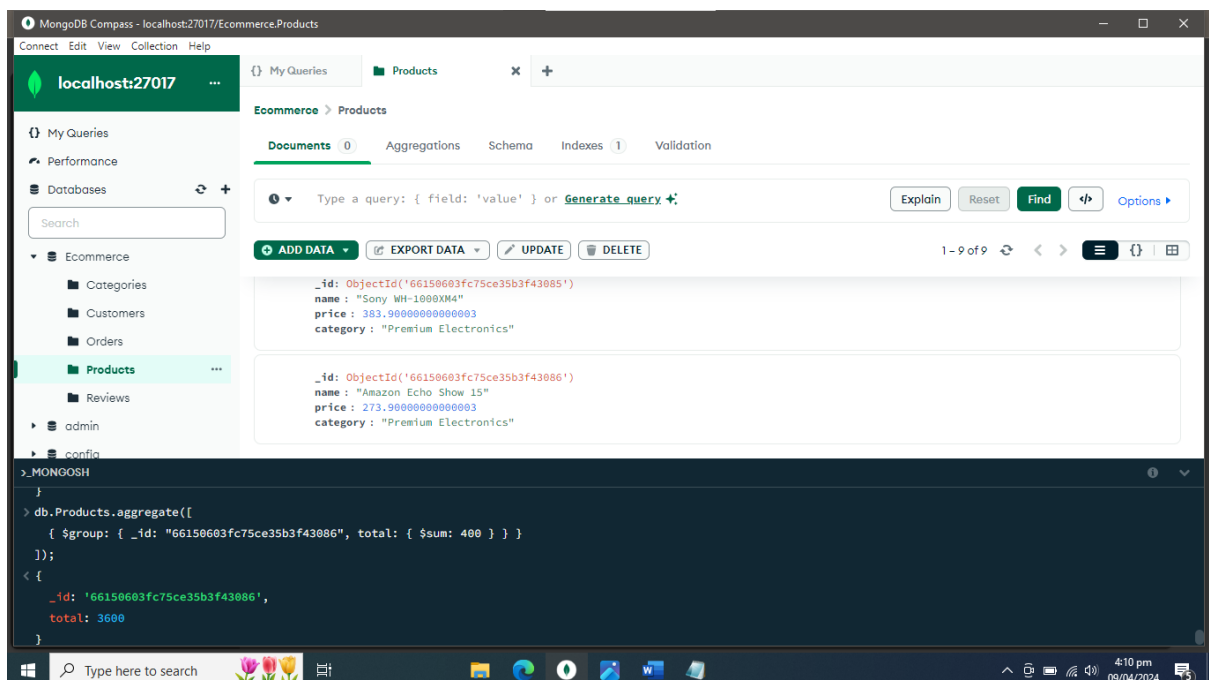 MongoDB Compass - localhost:27017/Ecommerce.Products
Connect Edit View Collection Help
localhost:27017 ...
{} My Queries
Performance
Databases
Search
Ecommerce
Categories
Customers
Orders
Products ...
Reviews
admin
config
{} My Queries Products
Ecommerce > Products
Documents 0 Aggregations Schema Indexes 1 Validation
Type a query: { field: 'value' } or Generate query
Explain Reset Find </> Options
ADD DATA EXPORT DATA UPDATE DELETE
1 - 9 of 9 {}
_id: ObjectId('66150603fc75ce35b3f43085')
name : "Sony WH-1000XM4"
price : 383.90000000000003
category : "Premium Electronics"
_id: ObjectId('66150603fc75ce35b3f43086')
name : "Amazon Echo Show 15"
price : 273.90000000000003
category : "Premium Electronics"
>_MONGOSH
}
> db.Products.aggregate([
{ $group: { _id: "66150603fc75ce35b3f43086", total: { $sum: 400 } } }
]);
< {
_id: '66150603fc75ce35b3f43086',
total: 3600
}
Type here to search
4:10 pm
09/04/2024
5